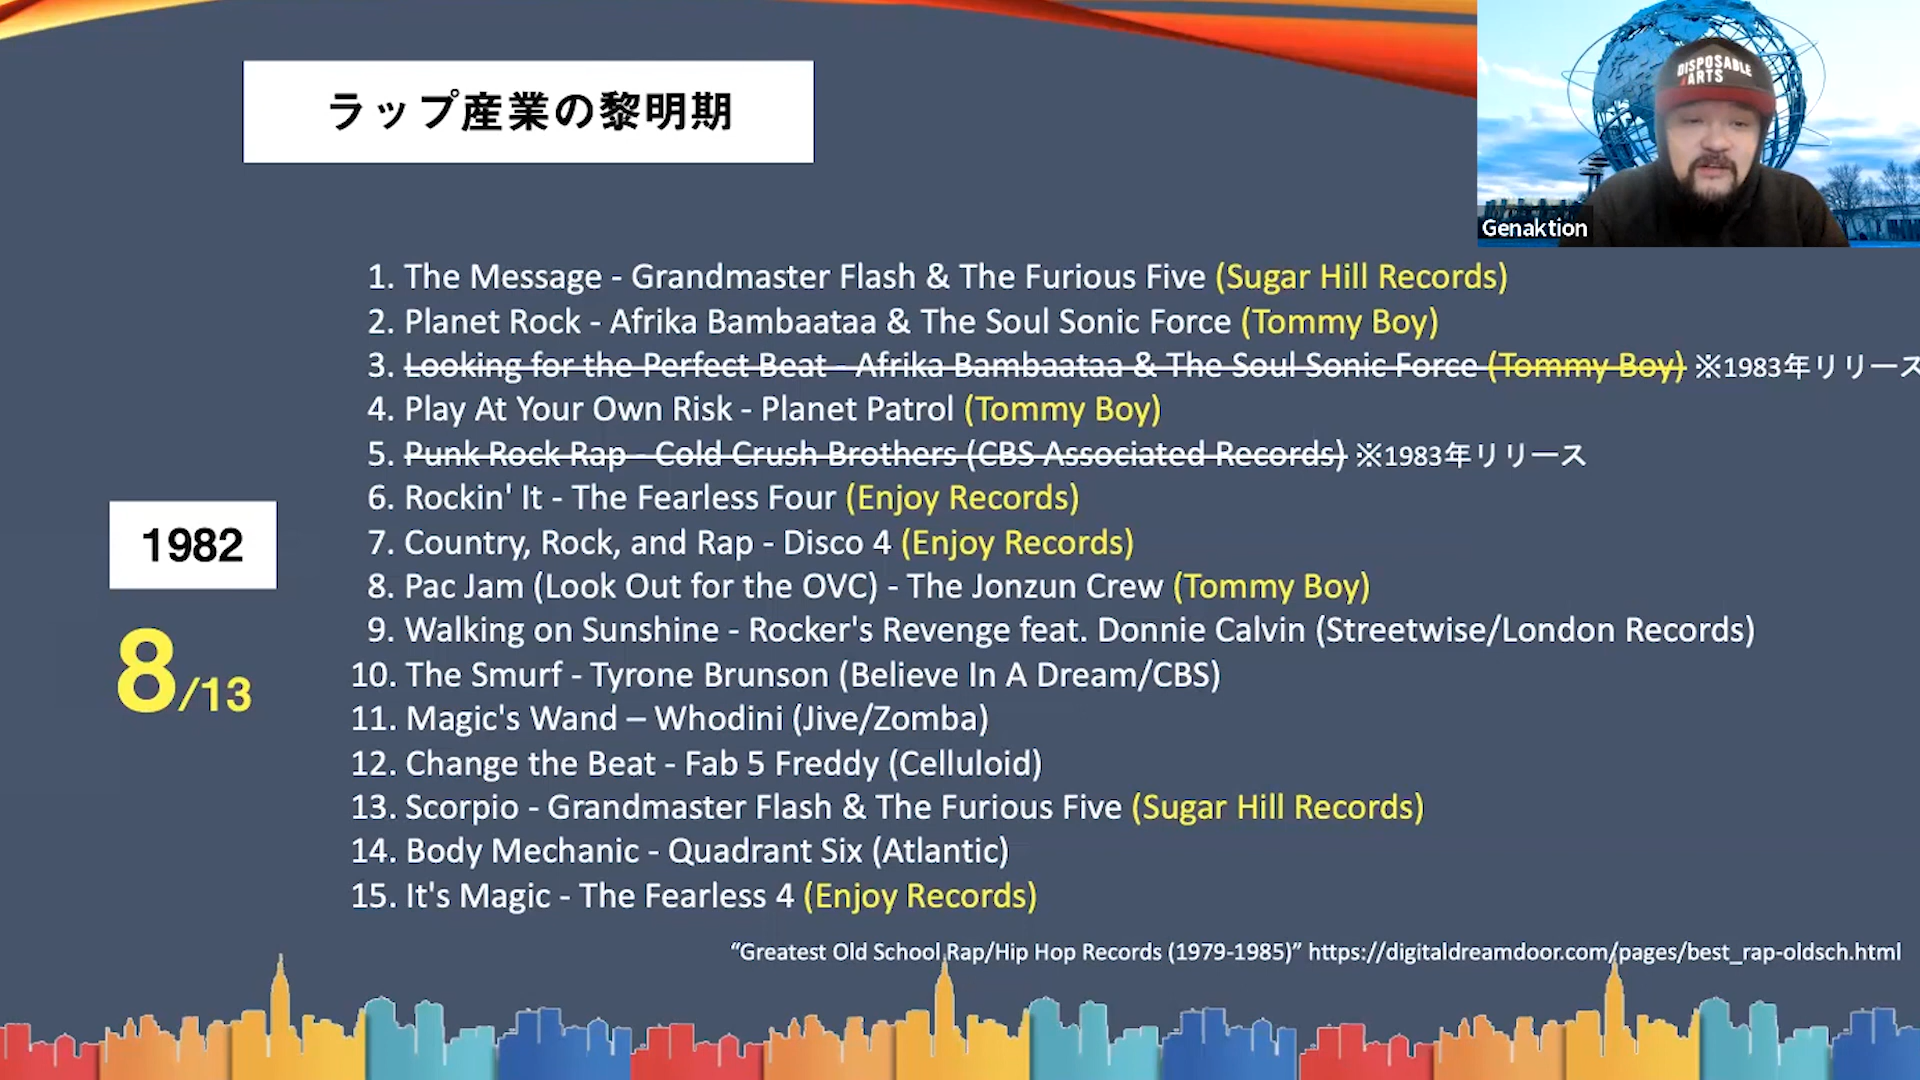 ラップ産業の黎明期
DISPOSABLE
ARTS
Genaktion
1. The Message - Grandmaster Flash & The Furious Five (Sugar Hill Records)
2. Planet Rock - Afrika Bambaataa & The Soul Sonic Force (Tommy Boy)
3. Looking for the Perfect Beat - Afrika Bambaataa & The Soul Sonic Force (Tommy Boy) ※1983年リリース
4. Play At Your Own Risk - Planet Patrol (Tommy Boy)
5. Punk Rock Rap - Cold Crush Brothers (CBS Associated Records) ※1983年リリース
6. Rockin' It - The Fearless Four (Enjoy Records)
7. Country, Rock, and Rap - Disco 4 (Enjoy Records)
8. Pac Jam (Look Out for the OVC) - The Jonzun Crew (Tommy Boy)
9. Walking on Sunshine - Rocker's Revenge feat. Donnie Calvin (Streetwise/London Records)
10. The Smurf - Tyrone Brunson (Believe In A Dream/CBS)
11. Magic's Wand – Whodini (Jive/Zomba)
12. Change the Beat - Fab 5 Freddy (Celluloid)
13. Scorpio - Grandmaster Flash & The Furious Five (Sugar Hill Records)
14. Body Mechanic - Quadrant Six (Atlantic)
15. It's Magic - The Fearless 4 (Enjoy Records)
1982
8/13
“Greatest Old School Rap/Hip Hop Records (1979-1985)” https://digitaldreamdoor.com/pages/best_rap-oldsch.html